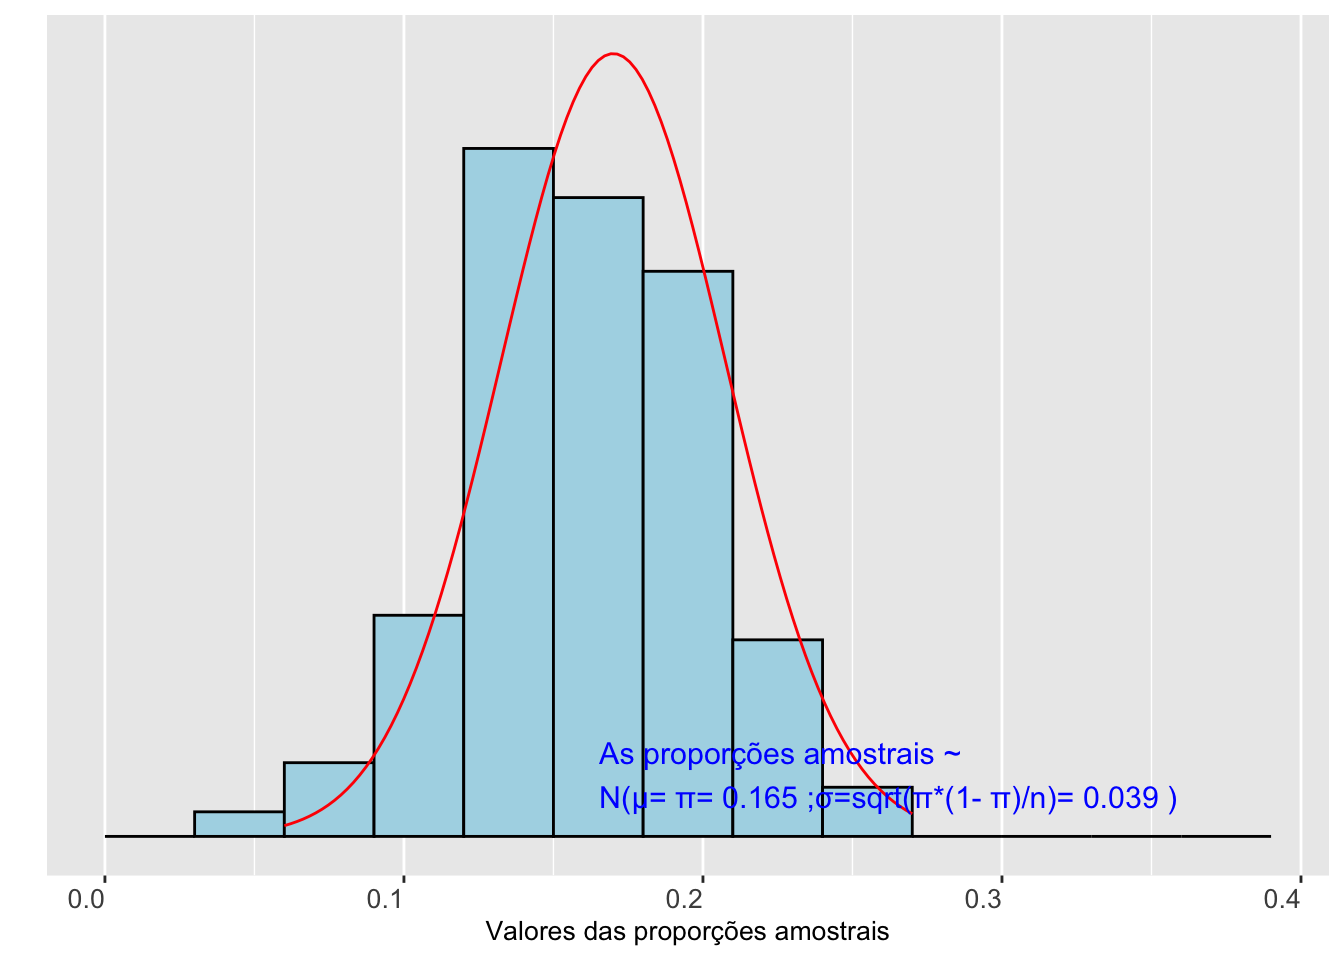 As proporções amostrais ~
N(μ= π= 0.165 ;σ=sqrt(π*(1- π)/n)= 0.039 )
0.0 0.1 0.2 0.3 0.4
Valores das proporções amostrais